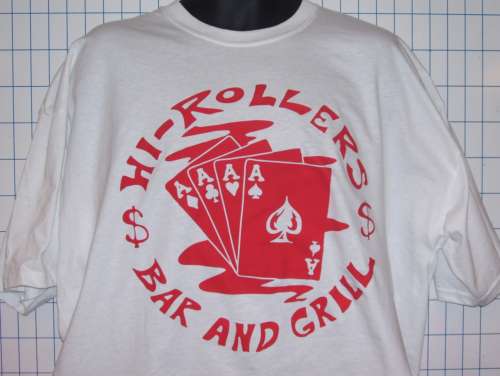 HI-ROLLERS
$ $
A A A A
A
BAR AND GRILL